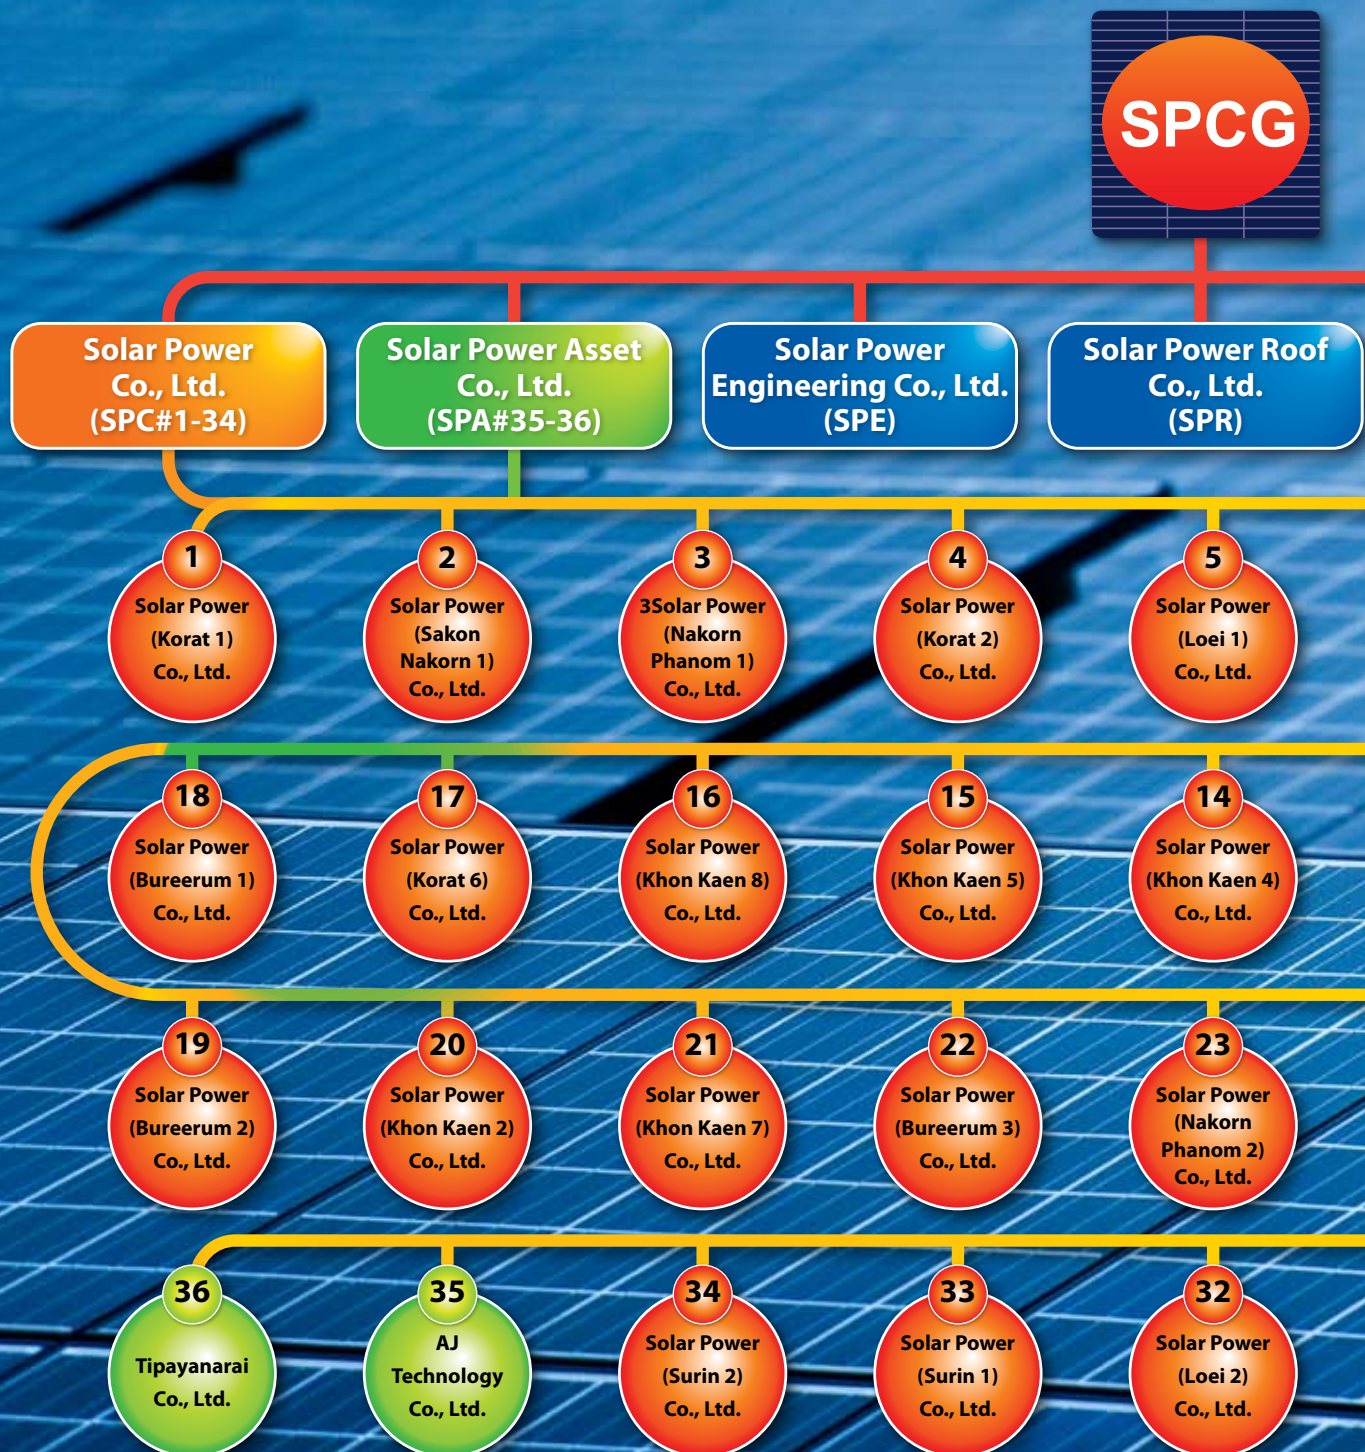 SPCG
Solar Power
Co., Ltd.
(SPC#1-34)
Solar Power Asset
Co., Ltd.
(SPA#35-36)
Solar Power
Engineering Co., Ltd.
(SPE)
Solar Power Roof
Co., Ltd.
(SPR)
1
Solar Power
(Korat 1)
Co., Ltd.
2
Solar Power
(Sakon
Nakorn 1)
Co., Ltd.
3
3Solar Power
(Nakorn
Phanom 1)
Co., Ltd.
4
Solar Power
(Korat 2)
Co., Ltd.
5
Solar Power
(Loei 1)
Co., Ltd.
18
Solar Power
(Bureerum 1)
Co., Ltd.
17
Solar Power
(Korat 6)
Co., Ltd.
16
Solar Power
(Khon Kaen 8)
Co., Ltd.
15
Solar Power
(Khon Kaen 5)
Co., Ltd.
14
Solar Power
(Khon Kaen 4)
Co., Ltd.
19
Solar Power
(Bureerum 2)
Co., Ltd.
20
Solar Power
(Khon Kaen 2)
Co., Ltd.
21
Solar Power
(Khon Kaen 7)
Co., Ltd.
22
Solar Power
(Bureerum 3)
Co., Ltd.
23
Solar Power
(Nakorn
Phanom 2)
Co., Ltd.
36
Tipayanarai
Co., Ltd.
35
AJ
Technology
Co., Ltd.
34
Solar Power
(Surin 2)
Co., Ltd.
33
Solar Power
(Surin 1)
Co., Ltd.
32
Solar Power
(Loei 2)
Co., Ltd.